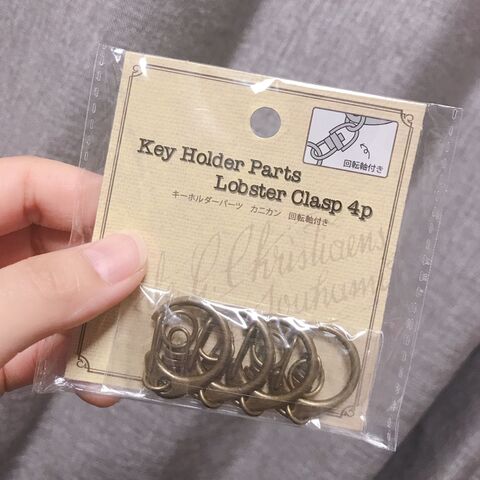 回転軸付き
Key Holder Parts
Lobster Clasp 4p
キーホルダーパーツ カニカン 回転軸付き
Christiaens